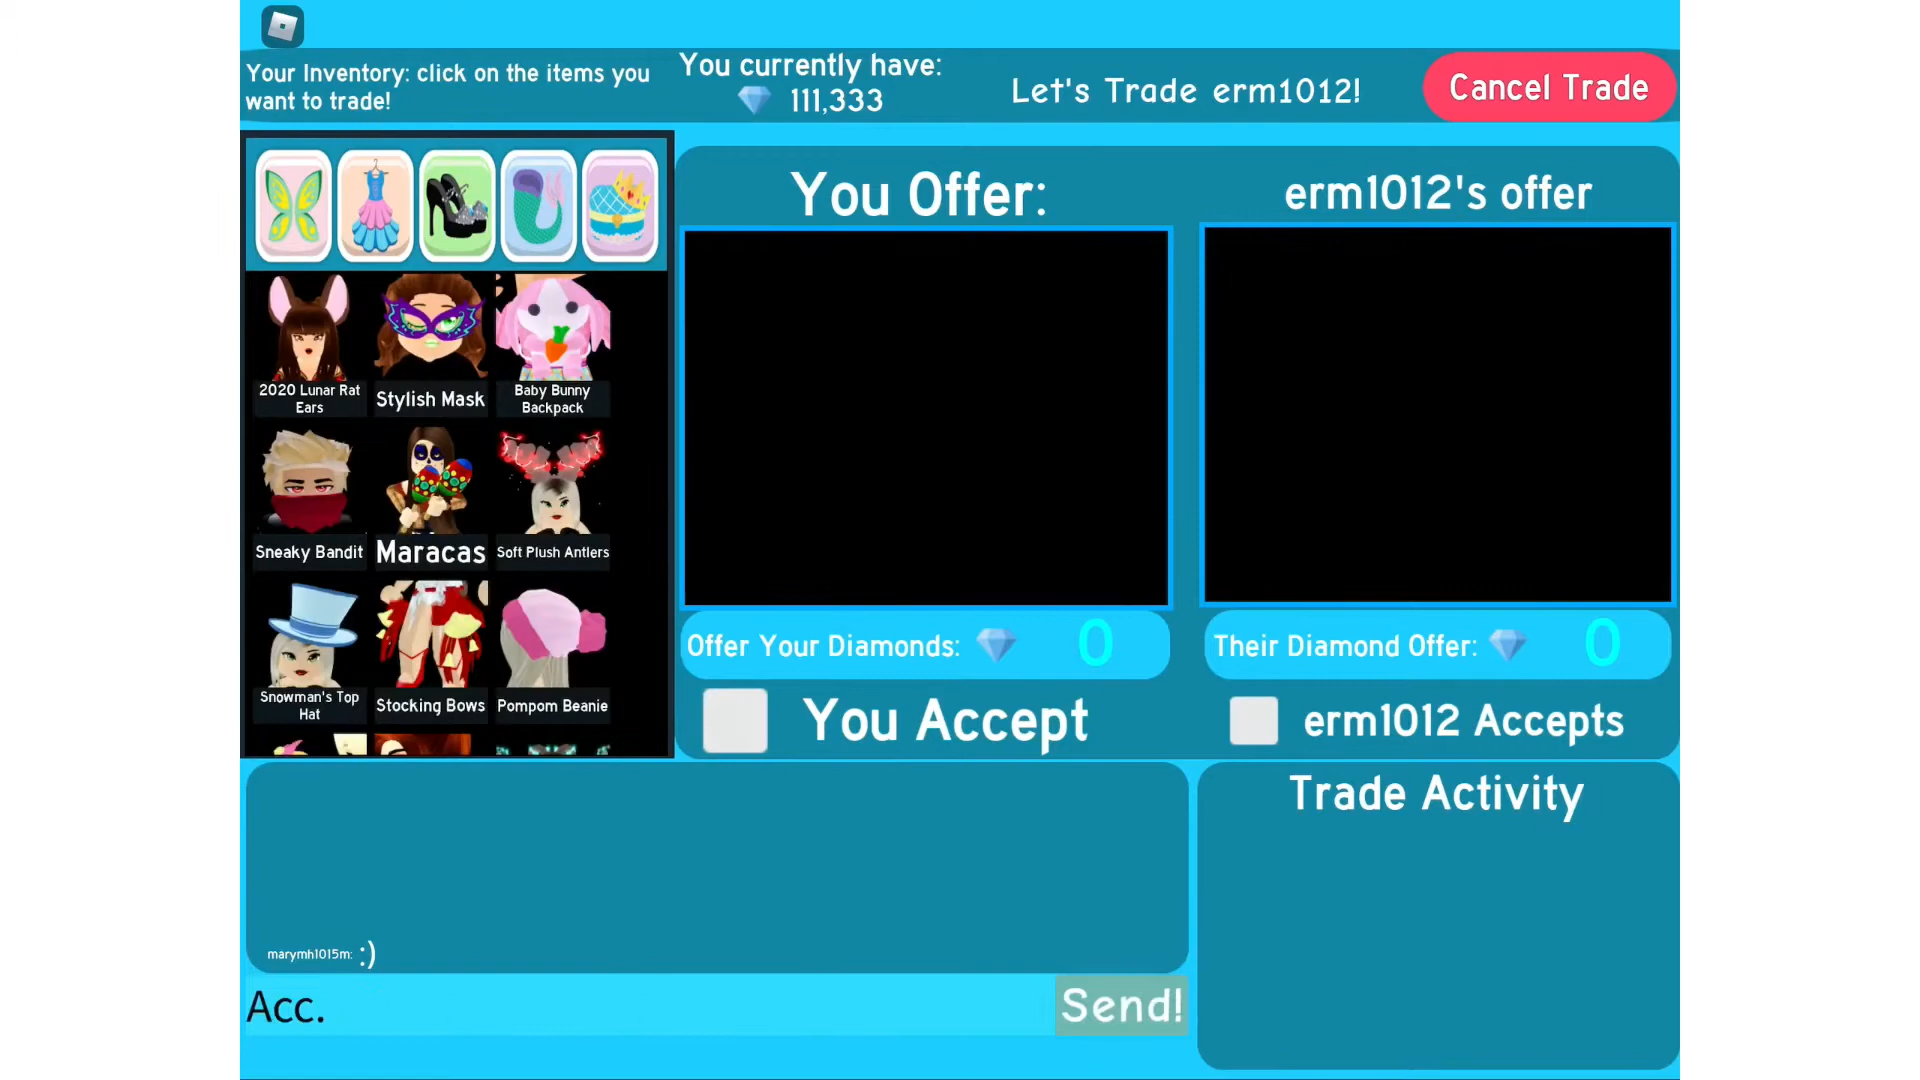 Your Inventory: click on the items you
want to trade!
You currently have:
111,333
Let's Trade erm1012!
Cancel Trade
You Offer:
erm1012's offer
2020 Lunar Rat
Ears
Stylish Mask
Baby Bunny
Backpack
Sneaky Bandit
Maracas
Soft Plush Antlers
Snowman's Top
Hat
Stocking Bows
Pompom Beanie
Offer Your Diamonds:
0
Their Diamond Offer:
0
You Accept
erm1012 Accepts
Trade Activity
marymh1015m: :)
Acc.
Send!